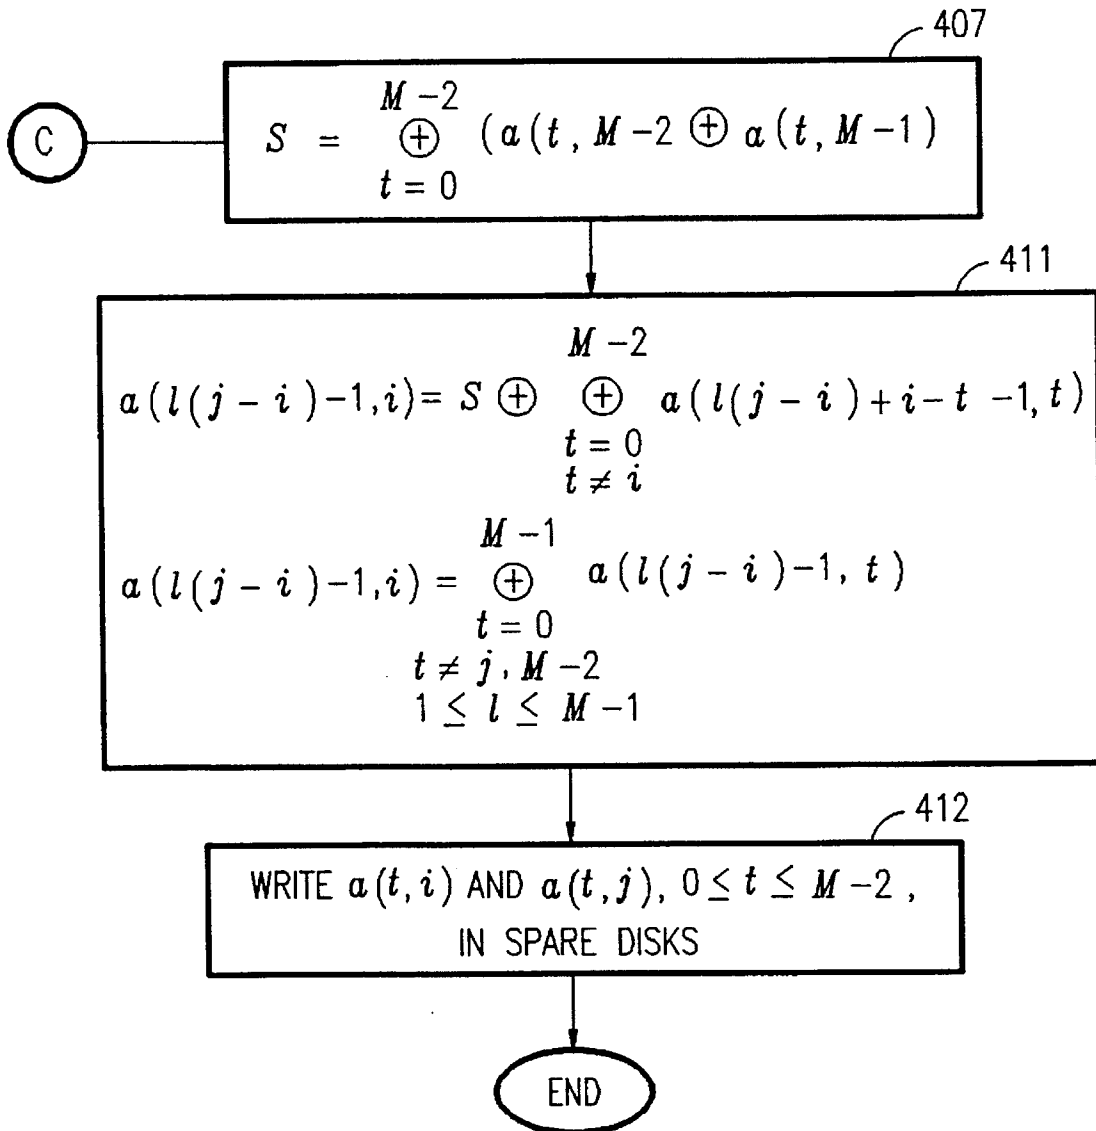 407
C
M-2
S = ⊕ (a(t, M-2 ⊕ a(t, M-1)
t = 0
411
M-2
a(l(j - i)-1,i)= S ⊕ ⊕ a(l(j - i)+i-t -1, t)
t = 0
t ≠ i
M-1
a(l(j - i)-1,i) = ⊕ a(l(j - i)-1, t)
t = 0
t ≠ j, M-2
1 ≤ l ≤ M-1
412
WRITE a(t,i) AND a(t,j), 0 ≤ t ≤ M-2,
IN SPARE DISKS
END